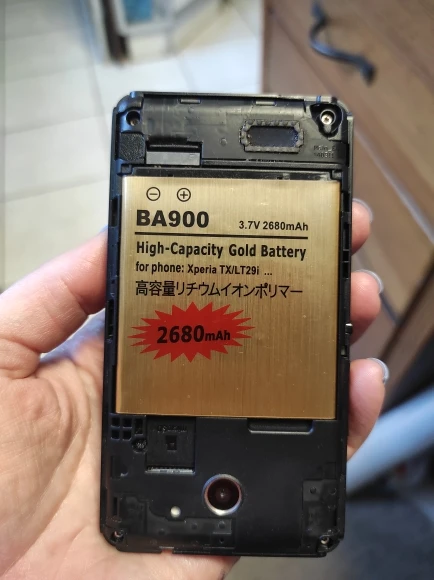 ⊖ ⊕
BA900 3.7V 2680mAh
High-Capacity Gold Battery
for phone: Xperia TX/LT29i ...
高容量リチウムイオンポリマー
2680mAh